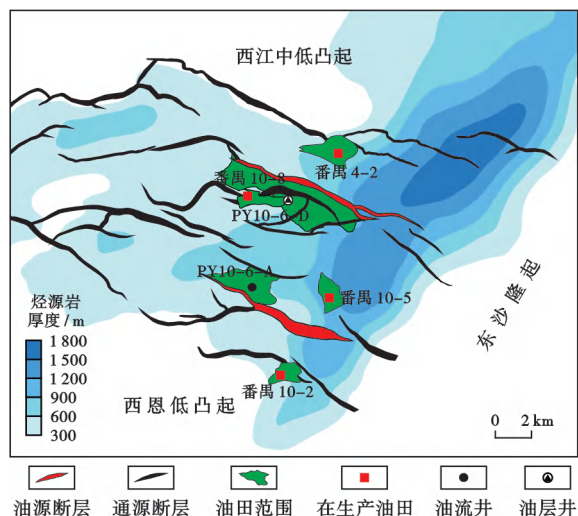 西江中低凸起
番禺 4-2
番禺 10-8
PY10-6-D
PY10-6-A
番禺 10-5
东沙隆起
烃源岩
厚度/m
1 800
1 500
1 200
900
600
300
番禺 10-2
西恩低凸起
0 2 km
油源断层
通源断层
油田范围
在生产油田
油流井
油层井